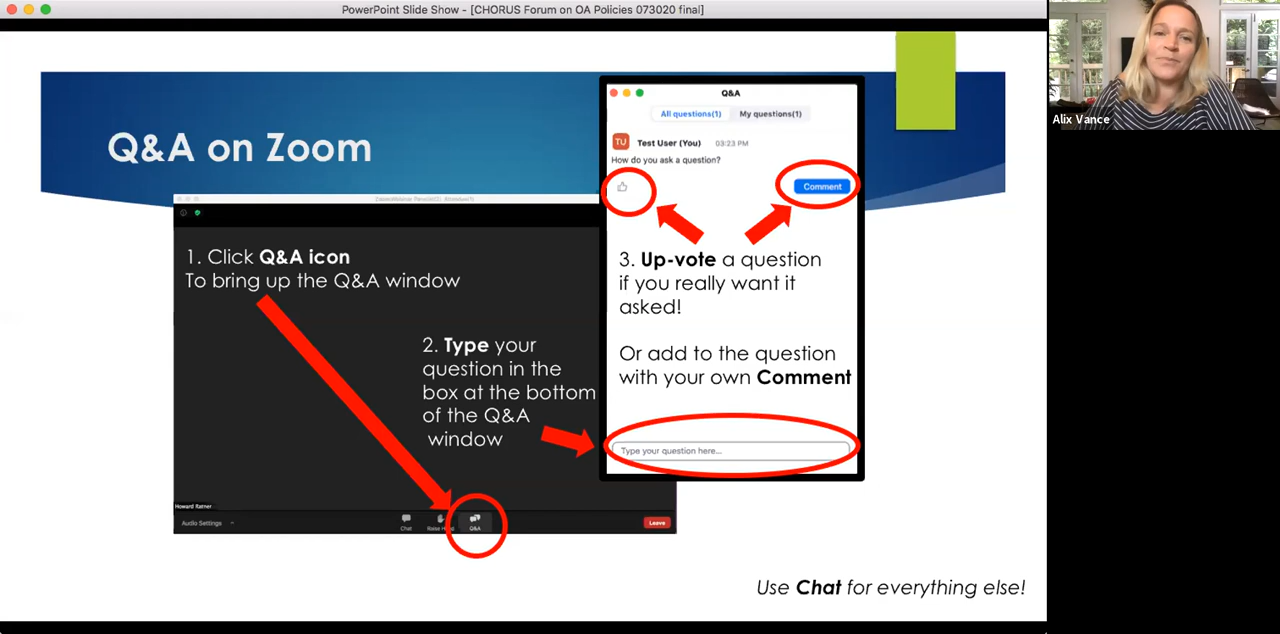 PowerPoint Slide Show - [CHORUS Forum on OA Policies 073020 final]
Alix Vance
Q&A on Zoom
1. Click Q&A icon
To bring up the Q&A window
2. Type your
question in the
box at the bottom
of the Q&A
window
Howard Ratner
Audio Settings
Chat
Raise
Q&A
Leave
Q&A
All questions(1)
My questions(1)
TU
Test User (You)
03:23 PM
How do you ask a question?
Comment
3. Up-vote a question
if you really want it
asked!
Or add to the question
with your own Comment
Type your question here...
Use Chat for everything else!